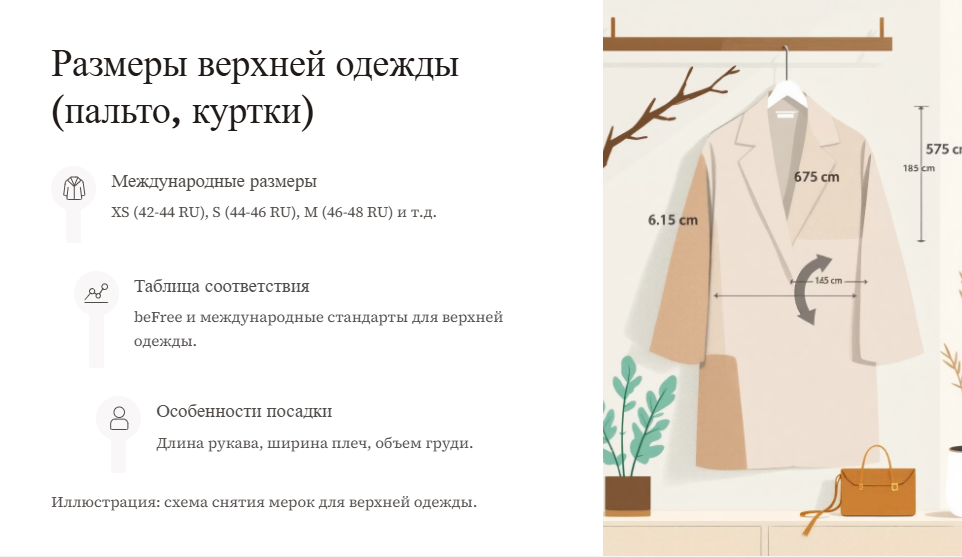 Размеры верхней одежды
(пальто, куртки)
Международные размеры
XS (42-44 RU), S (44-46 RU), M (46-48 RU) и т.д.
Таблица соответствия
beFree и международные стандарты для верхней
одежды.
Особенности посадки
Длина рукава, ширина плеч, объем груди.
Иллюстрация: схема снятия мерок для верхней одежды.
575 cm
185 cm
675 cm
6.15 cm
145 cm